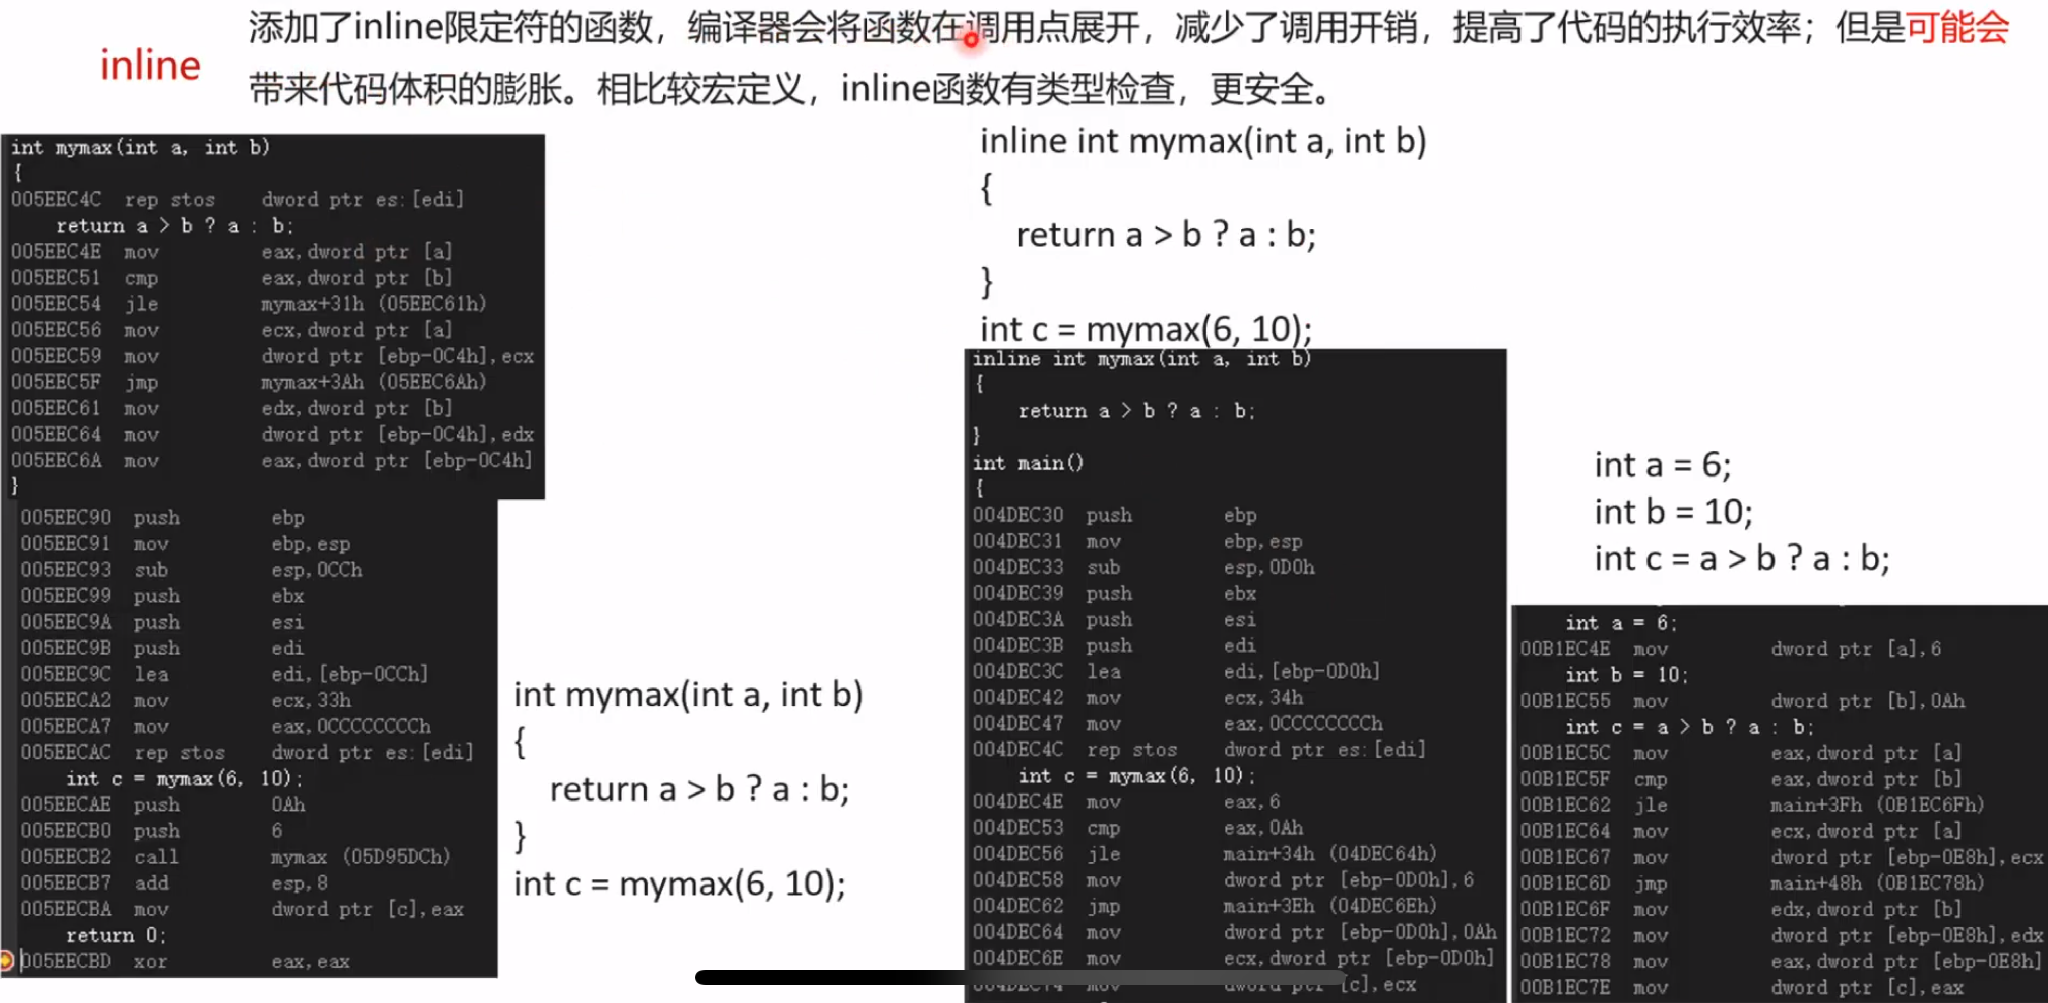 inline
添加了inline限定符的函数，编译器会将函数在调用点展开，减少了调用开销，提高了代码的执行效率；但是可能会
带来代码体积的膨胀。相比较宏定义，inline函数有类型检查，更安全。
int mymax(int a, int b)
{
005EEC4C rep stos dword ptr es:[edi]
return a > b ? a : b;
005EEC4E mov eax,dword ptr [a]
005EEC51 cmp eax,dword ptr [b]
005EEC54 jle mymax+31h (05EEC61h)
005EEC56 mov ecx,dword ptr [a]
005EEC59 mov dword ptr [ebp-0C4h],ecx
005EEC5F jmp mymax+3Ah (05EEC6Ah)
005EEC61 mov edx,dword ptr [b]
005EEC64 mov dword ptr [ebp-0C4h],edx
005EEC6A mov eax,dword ptr [ebp-0C4h]
}
005EEC90 push ebp
005EEC91 mov ebp,esp
005EEC93 sub esp,0CCh
005EEC99 push ebx
005EEC9A push esi
005EEC9B push edi
005EEC9C lea edi,[ebp-0CCh]
005EECA2 mov ecx,33h
005EECA7 mov eax,0CCCCCCCCh
005EECAC rep stos dword ptr es:[edi]
int c = mymax(6, 10);
005EECAE push 0Ah
005EECB0 push 6
005EECB2 call mymax (05D95DCh)
005EECB7 add esp,8
005EECBA mov dword ptr [c],eax
return 0;
005EECBD xor eax,eax
int mymax(int a, int b)
{
return a > b ? a : b;
}
int c = mymax(6, 10);
inline int mymax(int a, int b)
{
return a > b ? a : b;
}
int c = mymax(6, 10);
inline int mymax(int a, int b)
{
return a > b ? a : b;
}
int main()
{
004DEC30 push ebp
004DEC31 mov ebp,esp
004DEC33 sub esp,0D0h
004DEC39 push ebx
004DEC3A push esi
004DEC3B push edi
004DEC3C lea edi,[ebp-0D0h]
004DEC42 mov ecx,34h
004DEC47 mov eax,0CCCCCCCCh
004DEC4C rep stos dword ptr es:[edi]
int c = mymax(6, 10);
004DEC4E mov eax,6
004DEC53 cmp eax,0Ah
004DEC56 jle main+34h (04DEC64h)
004DEC58 mov dword ptr [ebp-0D0h],6
004DEC62 jmp main+3Eh (04DEC6Eh)
004DEC64 mov dword ptr [ebp-0D0h],0Ah
004DEC6E mov ecx,dword ptr [ebp-0D0h]
004DEC74 mov dword ptr [c],ecx
int a = 6;
int b = 10;
int c = a > b ? a : b;
int a = 6;
00B1EC4E mov dword ptr [a],6
int b = 10;
00B1EC55 mov dword ptr [b],0Ah
int c = a > b ? a : b;
00B1EC5C mov eax,dword ptr [a]
00B1EC5F cmp eax,dword ptr [b]
00B1EC62 jle main+3Fh (0B1EC6Fh)
00B1EC64 mov ecx,dword ptr [a]
00B1EC67 mov dword ptr [ebp-0E8h],ecx
00B1EC6D jmp main+48h (0B1EC78h)
00B1EC6F mov edx,dword ptr [b]
00B1EC72 mov dword ptr [ebp-0E8h],edx
00B1EC78 mov eax,dword ptr [ebp-0E8h]
00B1EC7E mov dword ptr [c],eax